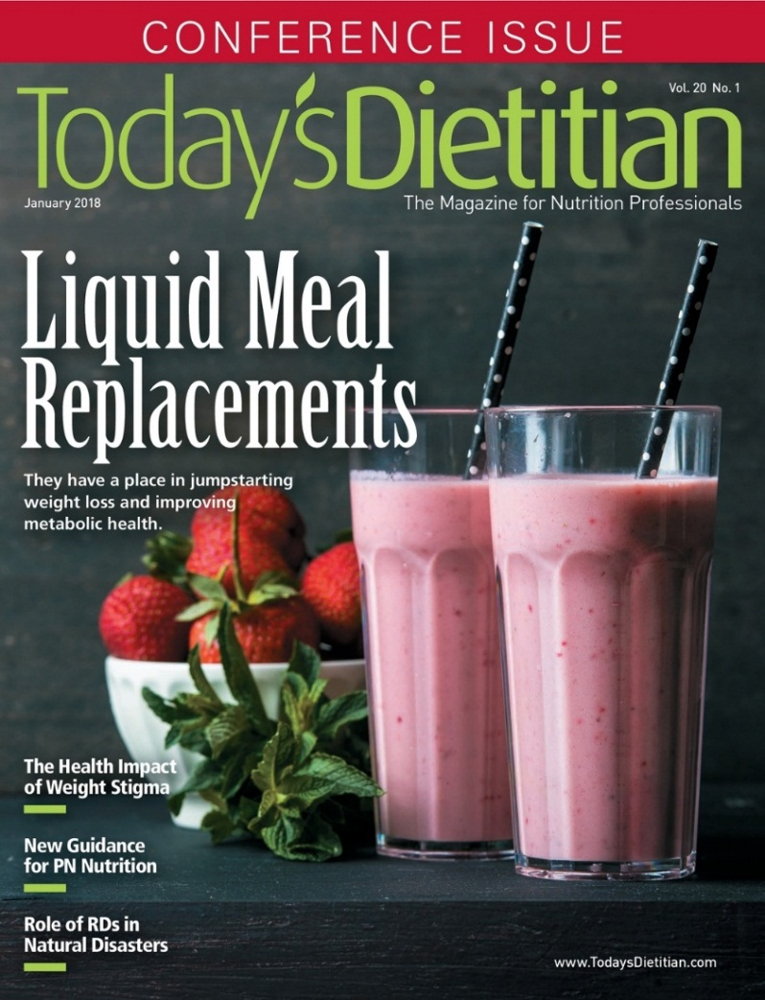 CONFERENCE ISSUE
Vol. 20 No. 1
Today'sDietitian
January 2018
The Magazine for Nutrition Professionals
Liquid Meal
Replacements
They have a place in jumpstarting
weight loss and improving
metabolic health.
The Health Impact
of Weight Stigma
New Guidance
for PN Nutrition
Role of RDs in
Natural Disasters
www.TodaysDietitian.com